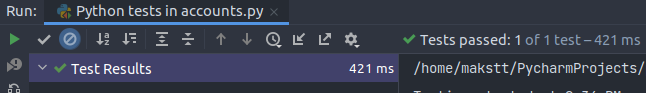 Run: Python tests in accounts.py
Tests passed: 1 of 1 test – 421 ms
Test Results 421 ms
/home/makstt/PycharmProjects/